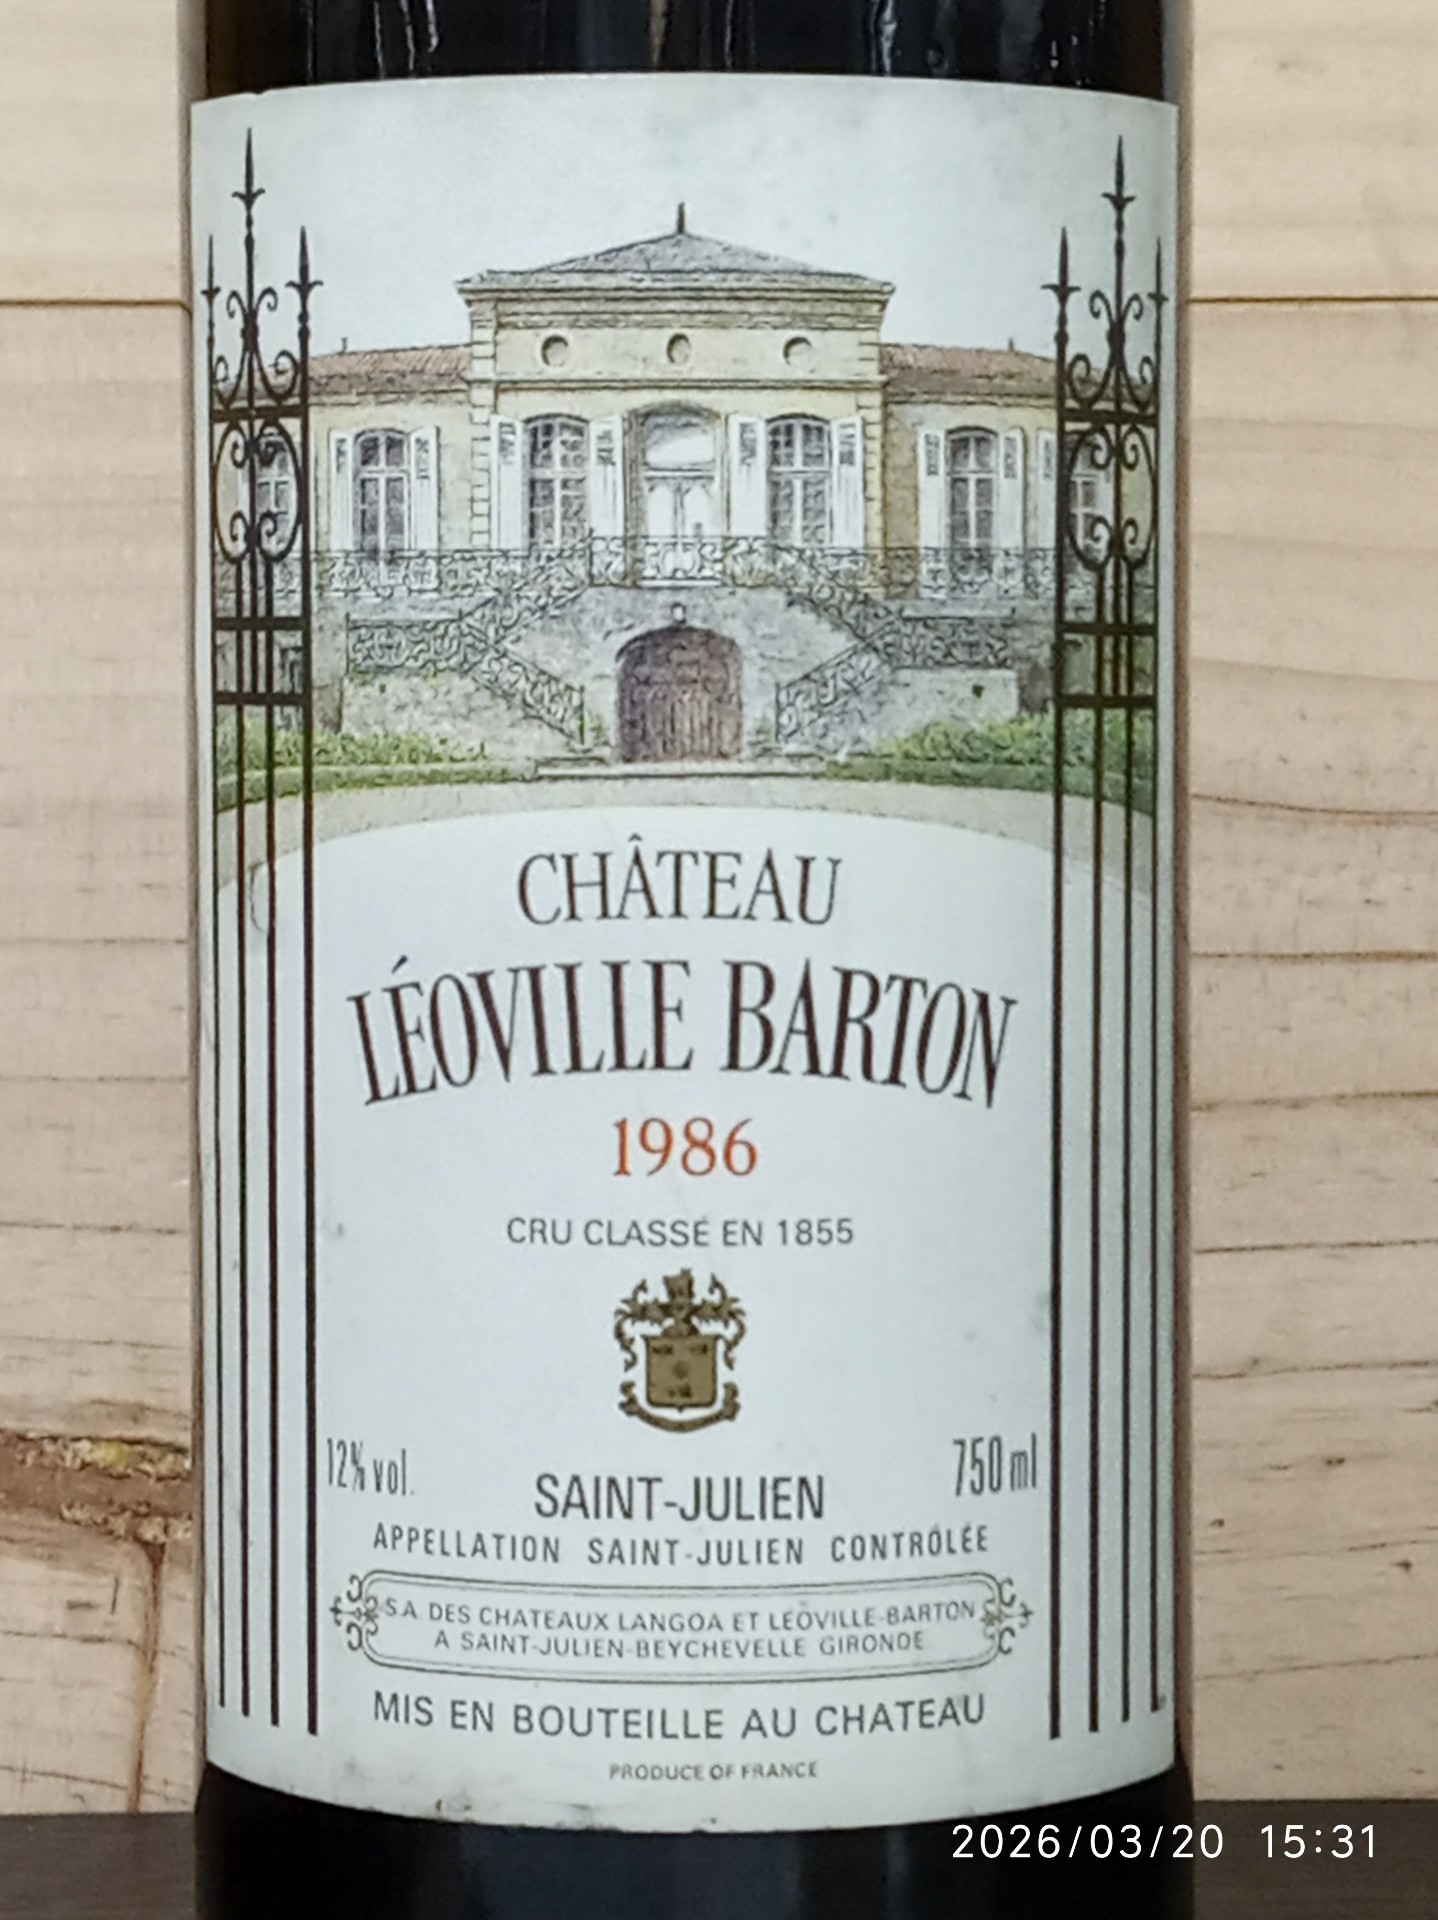 CHÂTEAU
LÉOVILLE BARTON
1986
CRU CLASSÉ EN 1855
12% vol.
750 ml
SAINT-JULIEN
APPELLATION SAINT-JULIEN CONTRÔLÉE
S.A. DES CHATEAUX LANGOA ET LÉOVILLE-BARTON
A SAINT-JULIEN-BEYCHEVELLE GIRONDE
MIS EN BOUTEILLE AU CHATEAU
PRODUCE OF FRANCE
2026/03/20 15:31